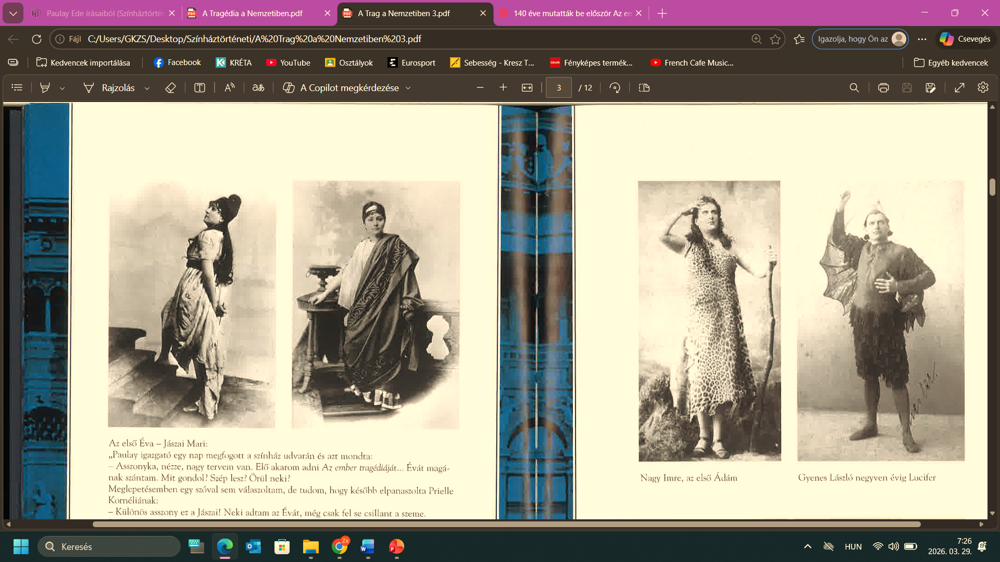 Paulay Ede írásaiból (Színháztörtén
A Tragédia a Nemzetiben.pdf
A Trag a Nemzetiben 3.pdf
140 éve mutatták be először Az em
Fájl
C:/Users/GKZS/Desktop/Színháztörténeti/A%20Trag%20a%20Nemzetiben%203.pdf
Igazolja, hogy Ön az
Csevegés
Kedvencek importálása
Facebook
KRÉTA
YouTube
Osztályok
Eurosport
Sebesség - Kresz T...
Fényképes termék...
French Cafe Music...
Egyéb kedvencek
Rajzolás
A Copilot megkérdezése
3
/ 12
Az első Éva – Jászai Mari:
„Paulay igazgató egy nap megfogott a színház udvarán és azt mondta:
– Asszonyka, nézze, nagy tervem van. Elő akarom adni Az ember tragédiáját... Évát magá-
nak szántam. Mit gondol? Szép lesz? Örül neki?
Meglepetésemben egy szóval sem válaszoltam, de tudom, hogy később elpanaszolta Prielle
Kornéliának:
– Különös asszony ez a Jászai! Neki adtam az Évát, még csak fel se csillant a szeme.
Nagy Imre, az első Ádám
Gyenes László negyven évig Lucifer
Keresés
Zs
HUN
7:26
2026. 03. 29.